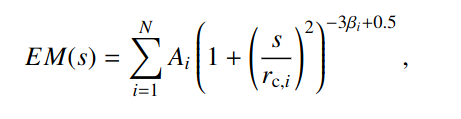 EM(s) = \sum_{i=1}^{N} A_i \left( 1 + \left( \frac{s}{r_{c,i}} \right)^2 \right)^{-3\beta_i+0.5} ,